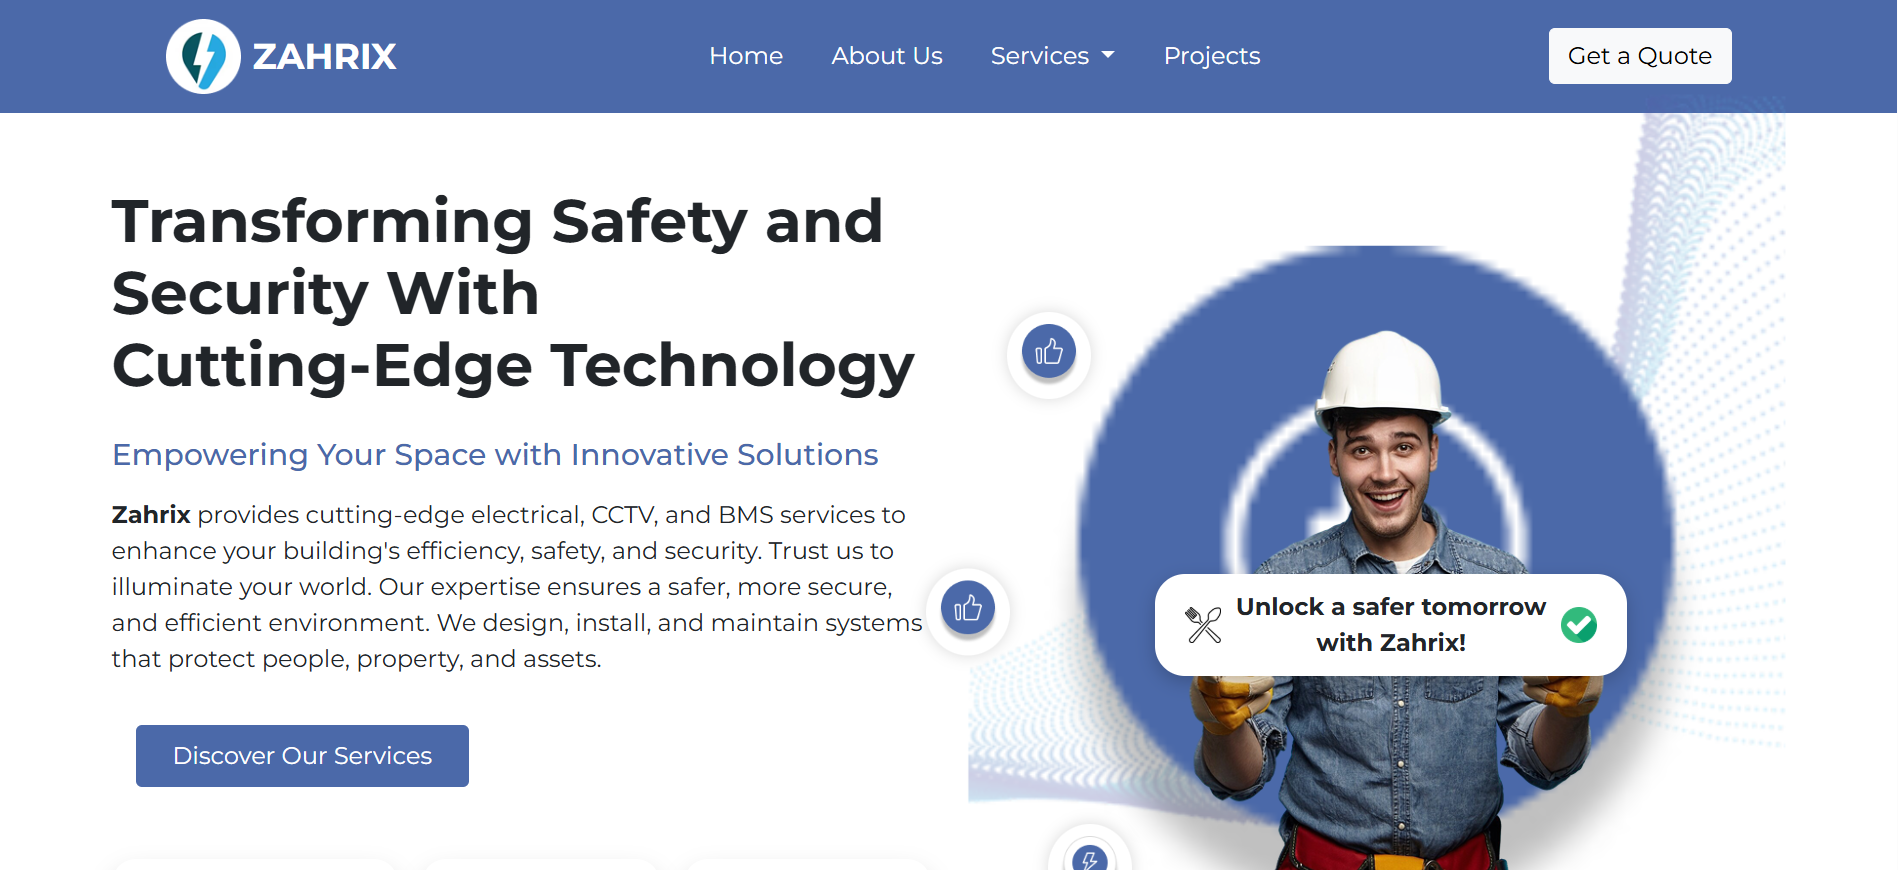 ZAHRIX
Home
About Us
Services
Projects
Get a Quote
Transforming Safety and
Security With
Cutting-Edge Technology
Empowering Your Space with Innovative Solutions
Zahrix provides cutting-edge electrical, CCTV, and BMS services to
enhance your building's efficiency, safety, and security. Trust us to
illuminate your world. Our expertise ensures a safer, more secure,
and efficient environment. We design, install, and maintain systems
that protect people, property, and assets.
Discover Our Services
Unlock a safer tomorrow
with Zahrix!